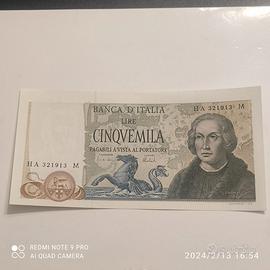 BANCA D'ITALIA
HA 321913 M
LIRE
CINQVEMILA
PAGABILI A VISTA AL PORTATORE
HA 321913 M
REDMI NOTE 9 PRO
AI QUAD CAMERA
2024/2/13 16:54